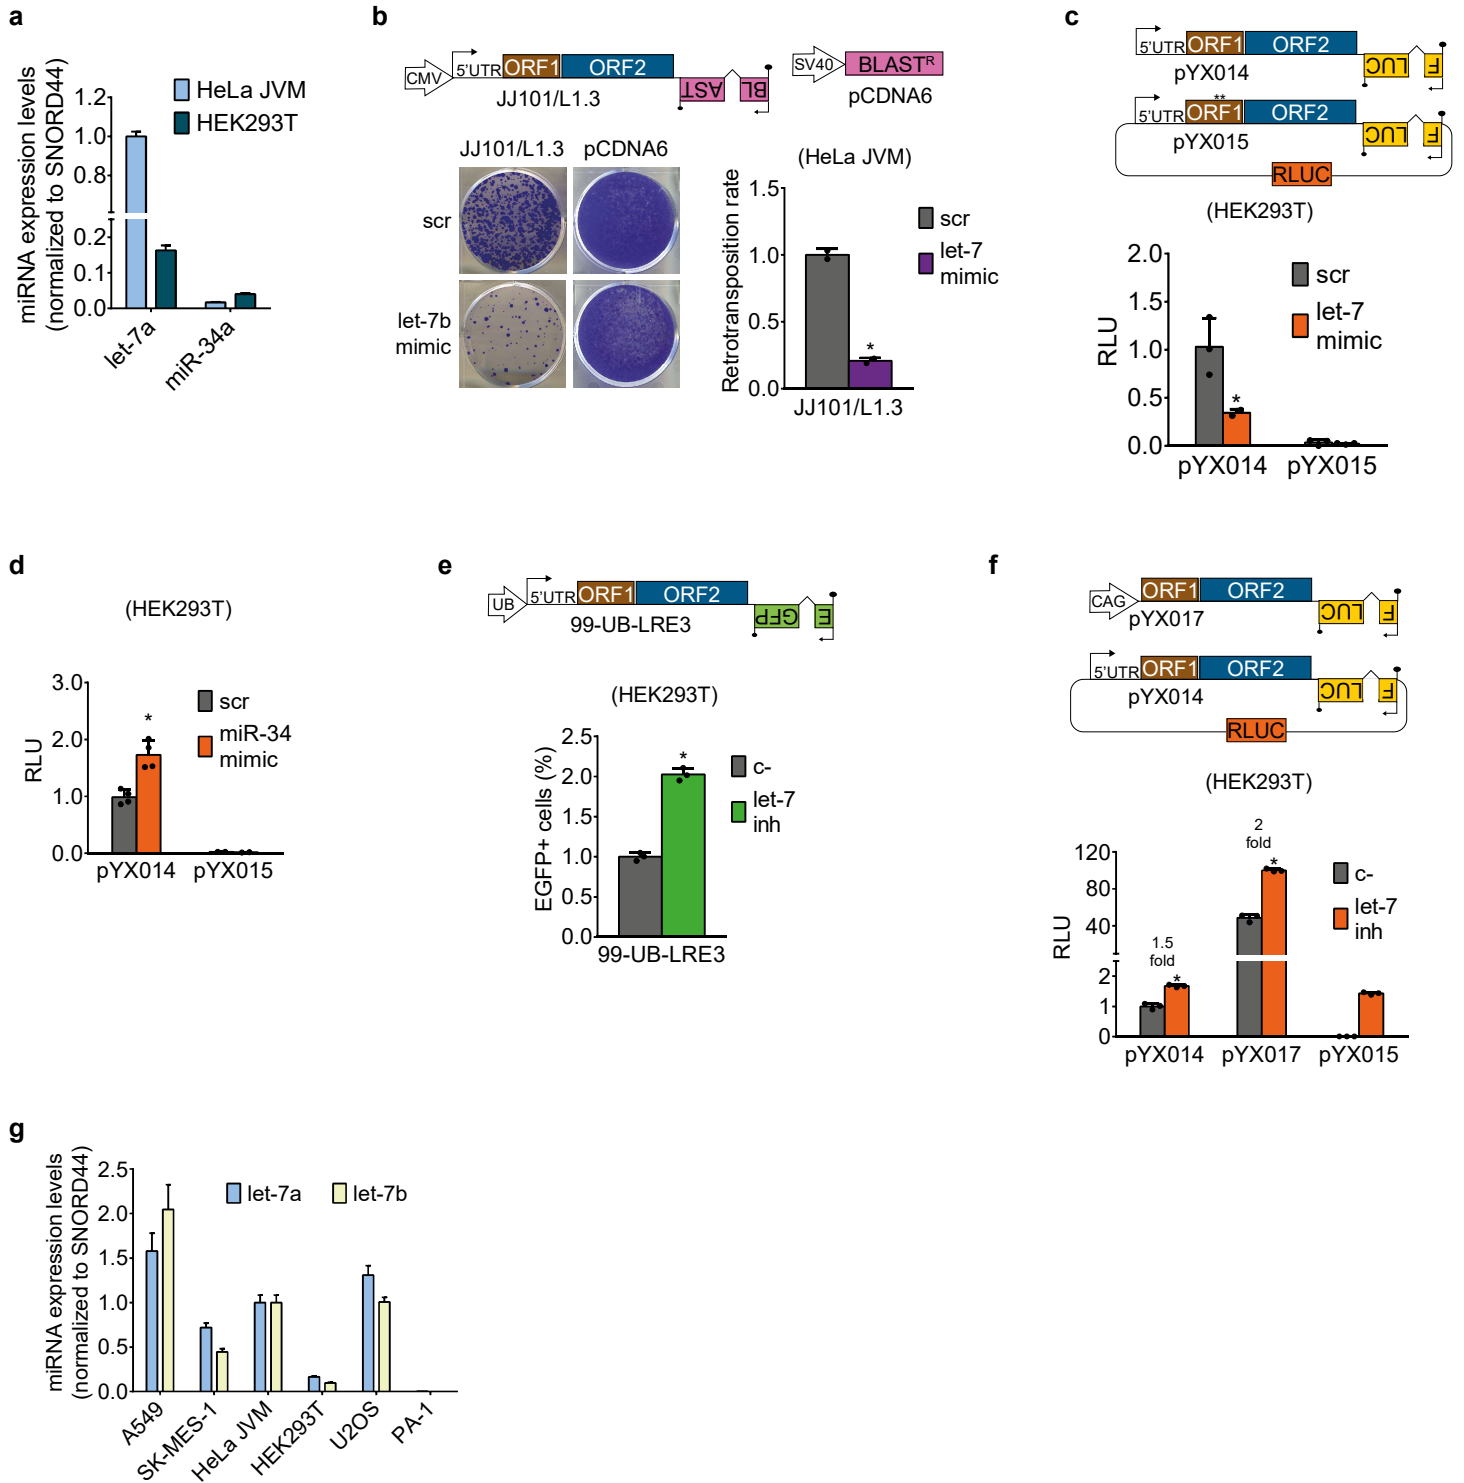 a
miRNA expression levels
(normalized to SNORD44)
HeLa JVM
HEK293T
1.2
1.0
0.8
0.2
0.1
0.0
let-7a
miR-34a
b
CMV
5'UTR
ORF1
ORF2
BLAST
JJ101/L1.3
SV40
BLASTR
pCDNA6
JJ101/L1.3
pCDNA6
scr
let-7b
mimic
(HeLa JVM)
Retrotransposition rate
1.5
1.0
0.5
0.0
*
scr
let-7
mimic
JJ101/L1.3
c
5'UTR
ORF1
ORF2
FLUC
pYX014
**
5'UTR
ORF1
ORF2
FLUC
pYX015
RLUC
(HEK293T)
RLU
2.0
1.5
1.0
0.5
0.0
*
scr
let-7
mimic
pYX014
pYX015
d
(HEK293T)
RLU
3.0
2.0
1.0
0.0
*
scr
miR-34
mimic
pYX014
pYX015
e
UB
5'UTR
ORF1
ORF2
EGFP
99-UB-LRE3
(HEK293T)
EGFP+ cells (%)
2.5
2.0
1.5
1.0
0.5
0.0
*
c-
let-7
inh
99-UB-LRE3
f
CAG
ORF1
ORF2
FLUC
pYX017
5'UTR
ORF1
ORF2
FLUC
pYX014
RLUC
(HEK293T)
RLU
120
80
40
2
1
0
1.5
fold
*
2
fold
*
c-
let-7
inh
pYX014
pYX017
pYX015
g
miRNA expression levels
(normalized to SNORD44)
2.5
2.0
1.5
1.0
0.5
0.0
let-7a
let-7b
A549
SK-MES-1
HeLa JVM
HEK293T
U2OS
PA-1